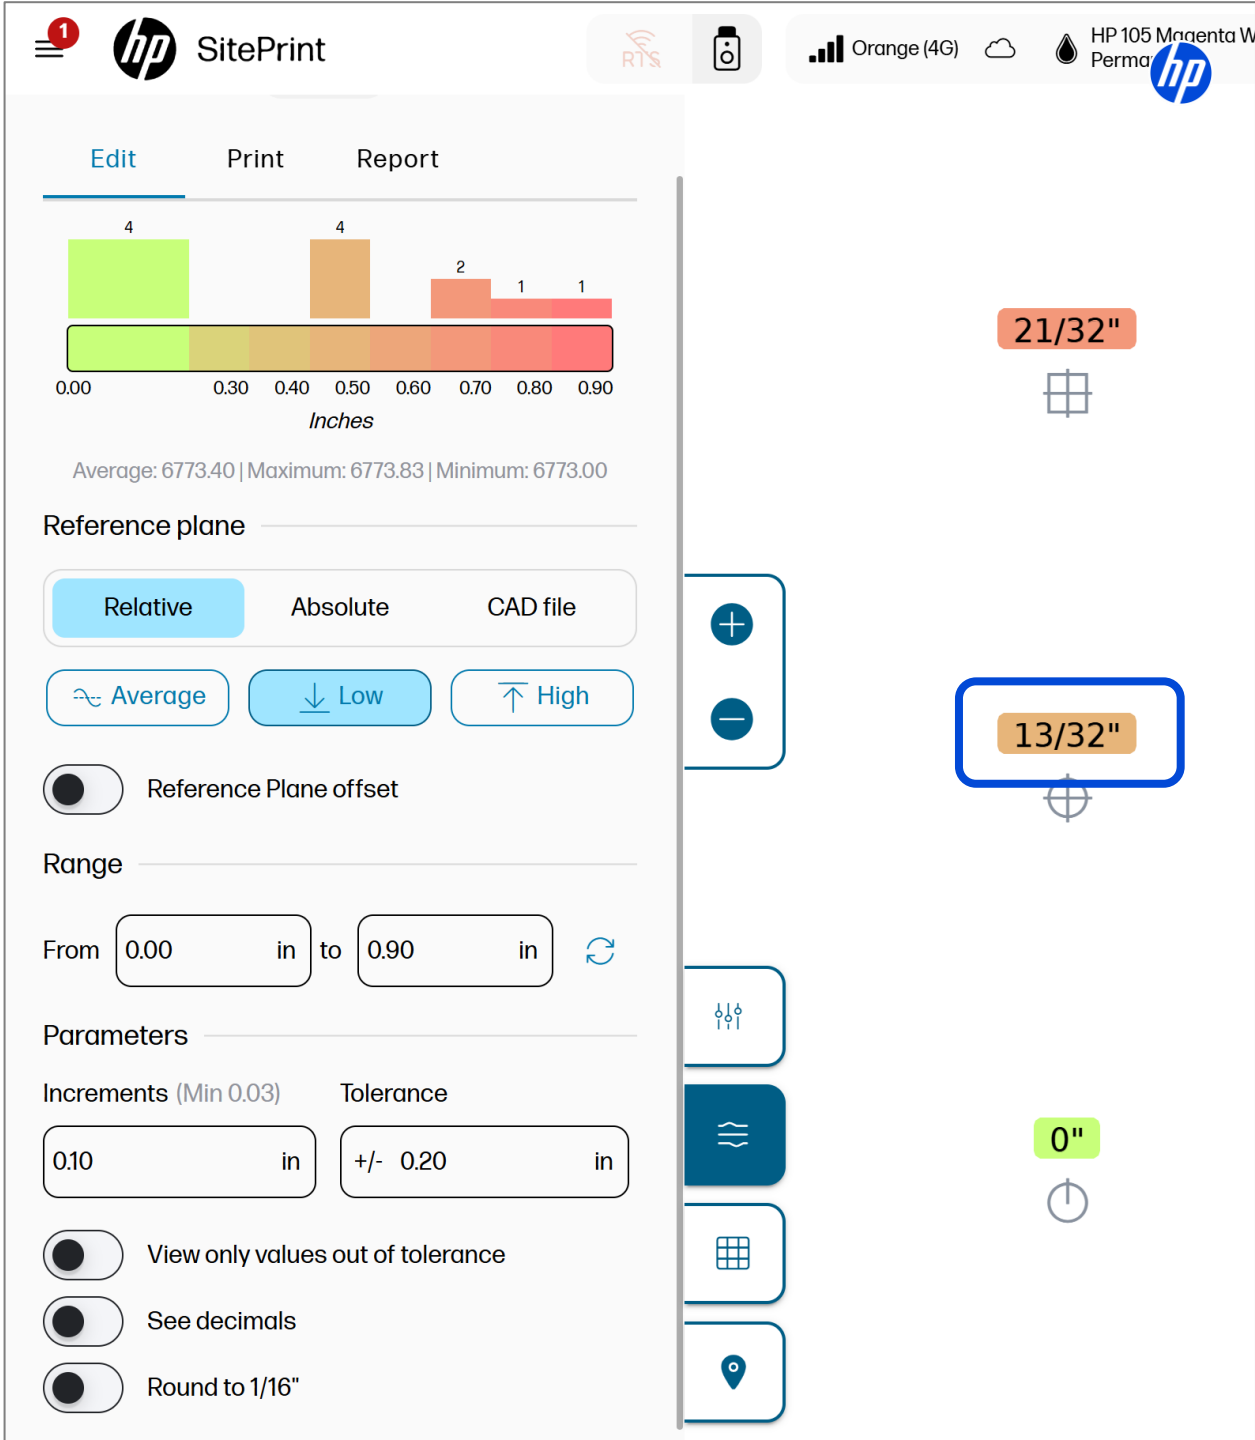 1
hp
SitePrint
RTS
Orange (4G)
HP 105 Magenta W
Perma
hp
Edit Print Report
4 4 2 1 1
0.00 0.30 0.40 0.50 0.60 0.70 0.80 0.90
Inches
Average: 6773.40 | Maximum: 6773.83 | Minimum: 6773.00
Reference plane
Relative Absolute CAD file
Average Low High
Reference Plane offset
Range
From 0.00 in to 0.90 in
Parameters
Increments (Min 0.03) Tolerance
0.10 in +/- 0.20 in
View only values out of tolerance
See decimals
Round to 1/16"
21/32"
13/32"
0"